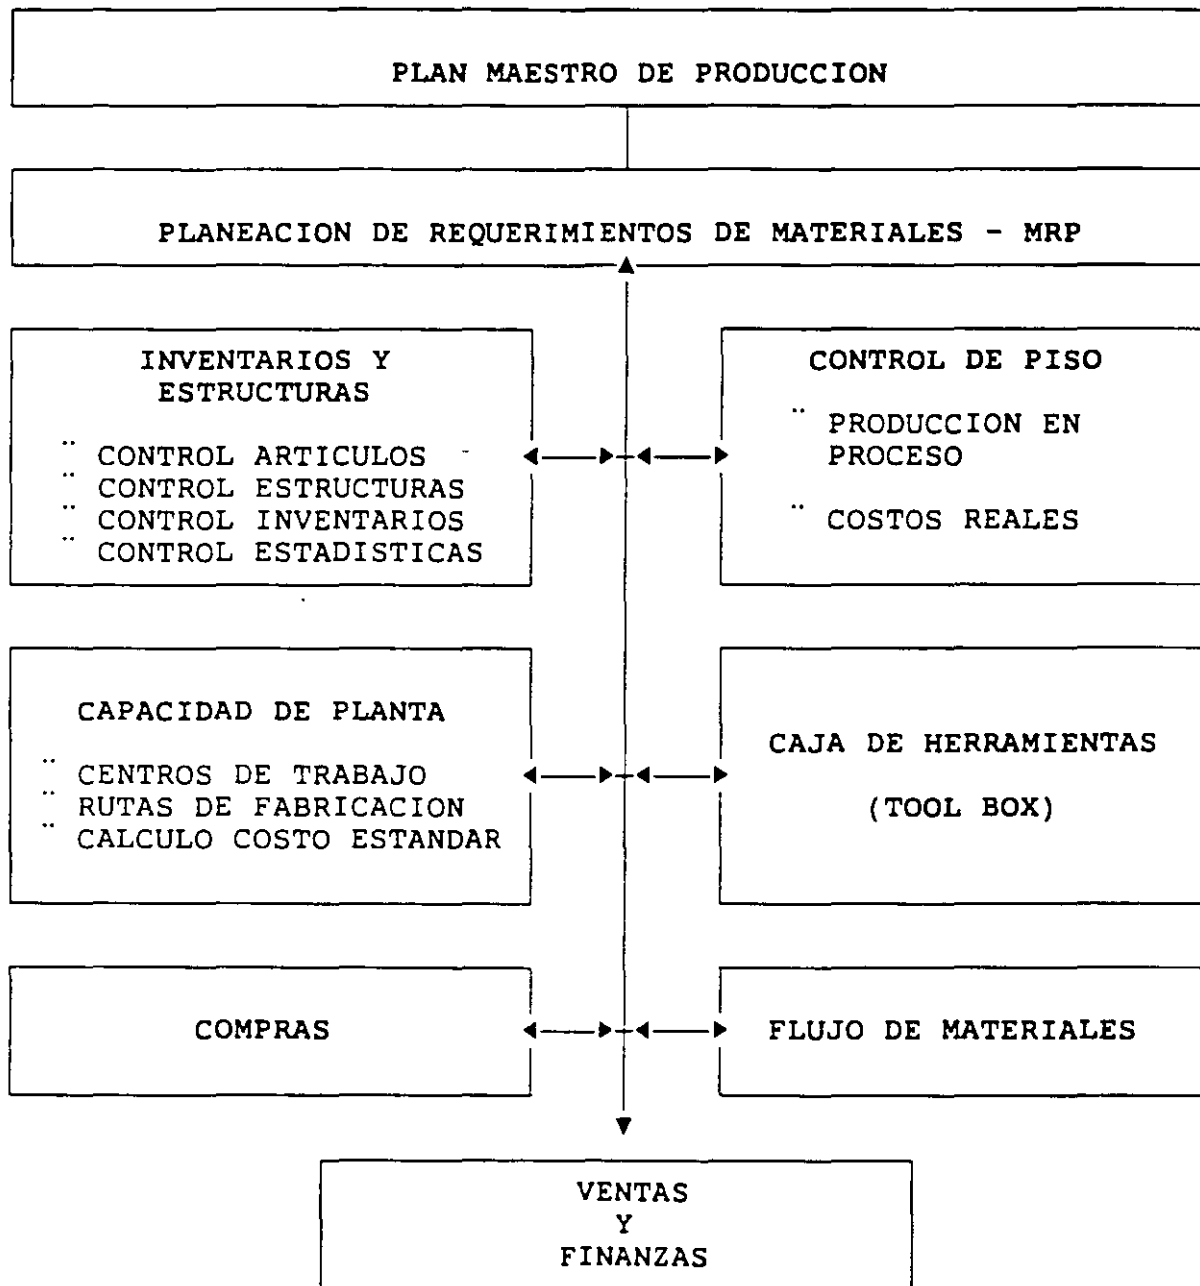 PLAN MAESTRO DE PRODUCCION
PLANEACION DE REQUERIMIENTOS DE MATERIALES - MRP
INVENTARIOS Y
ESTRUCTURAS
¨ CONTROL ARTICULOS
¨ CONTROL ESTRUCTURAS
¨ CONTROL INVENTARIOS
¨ CONTROL ESTADISTICAS
CONTROL DE PISO
¨ PRODUCCION EN
PROCESO
¨ COSTOS REALES
CAPACIDAD DE PLANTA
¨ CENTROS DE TRABAJO
¨ RUTAS DE FABRICACION
¨ CALCULO COSTO ESTANDAR
CAJA DE HERRAMIENTAS
(TOOL BOX)
COMPRAS
FLUJO DE MATERIALES
VENTAS
Y
FINANZAS